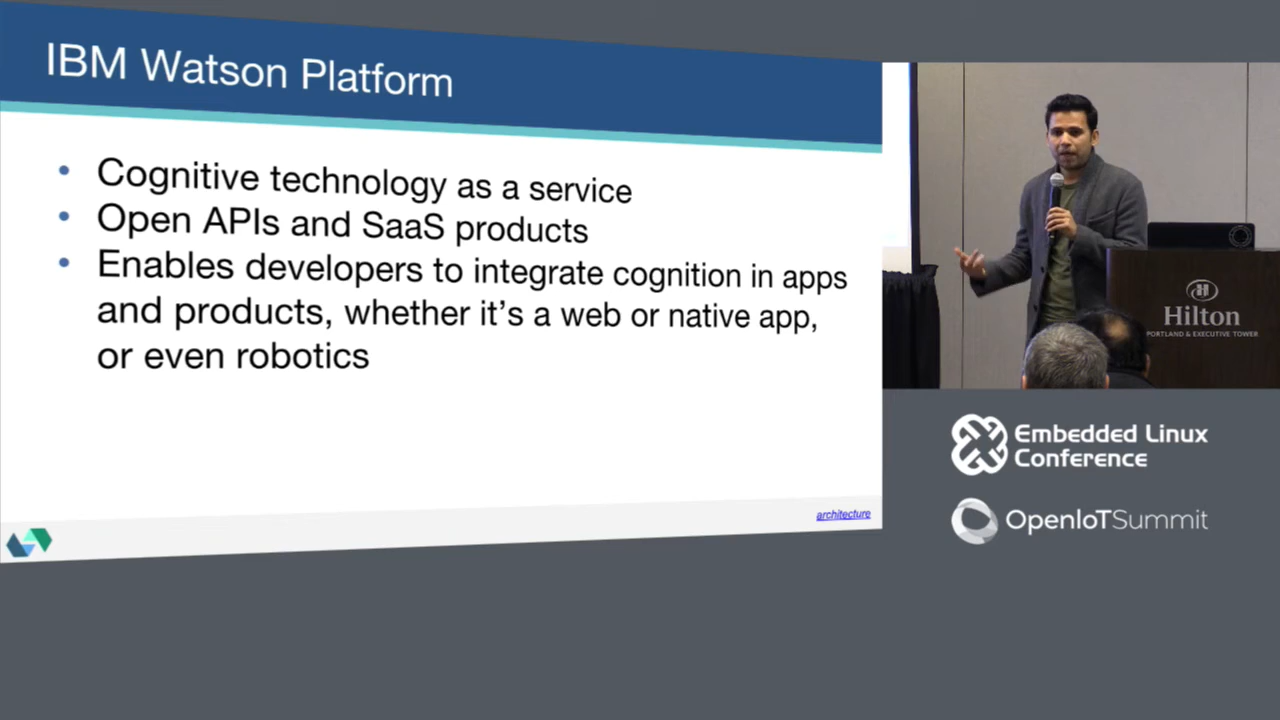 IBM Watson Platform
• Cognitive technology as a service
• Open APIs and SaaS products
• Enables developers to integrate cognition in apps
and products, whether it's a web or native app,
or even robotics
architecture
Hilton
PORTLAND & EXECUTIVE TOWER
Embedded Linux
Conference
OpenIoTSummit